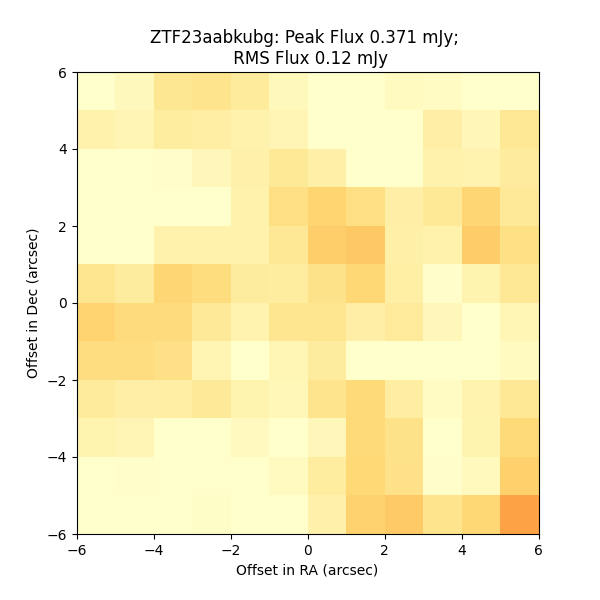 ZTF23aabkubg: Peak Flux 0.371 mJy;
RMS Flux 0.12 mJy
6
4
2
0
−2
−4
−6
Offset in Dec (arcsec)
−6 −4 −2 0 2 4 6
Offset in RA (arcsec)